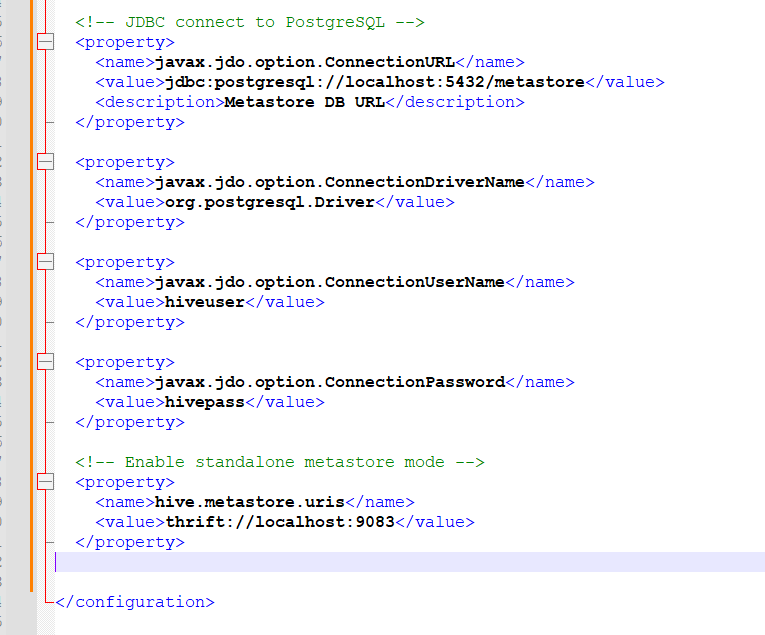 <!-- JDBC connect to PostgreSQL -->
<property>
<name>javax.jdo.option.ConnectionURL</name>
<value>jdbc:postgresql://localhost:5432/metastore</value>
<description>Metastore DB URL</description>
</property>
<property>
<name>javax.jdo.option.ConnectionDriverName</name>
<value>org.postgresql.Driver</value>
</property>
<property>
<name>javax.jdo.option.ConnectionUserName</name>
<value>hiveuser</value>
</property>
<property>
<name>javax.jdo.option.ConnectionPassword</name>
<value>hivepass</value>
</property>
<!-- Enable standalone metastore mode -->
<property>
<name>hive.metastore.uris</name>
<value>thrift://localhost:9083</value>
</property>
</configuration>